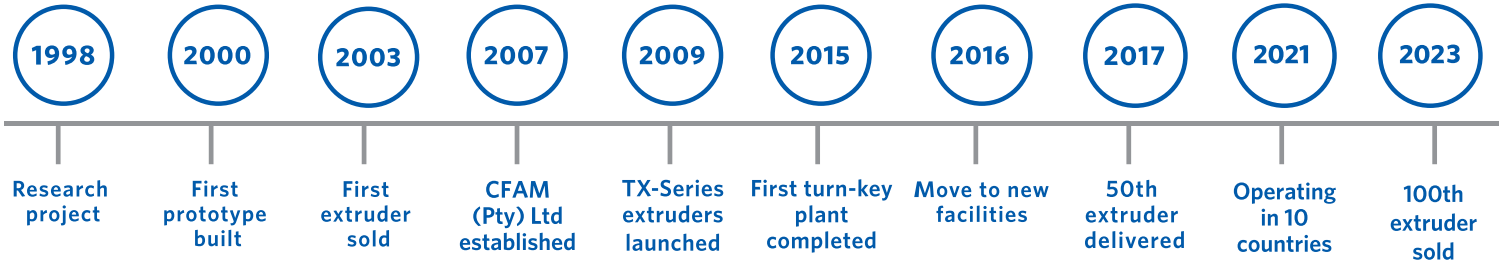 1998
Research
project
2000
First
prototype
built
2003
First
extruder
sold
2007
CFAM
(Pty) Ltd
established
2009
TX-Series
extruders
launched
2015
First turn-key
plant
completed
2016
Move to new
facilities
2017
50th
extruder
delivered
2021
Operating
in 10
countries
2023
100th
extruder
sold